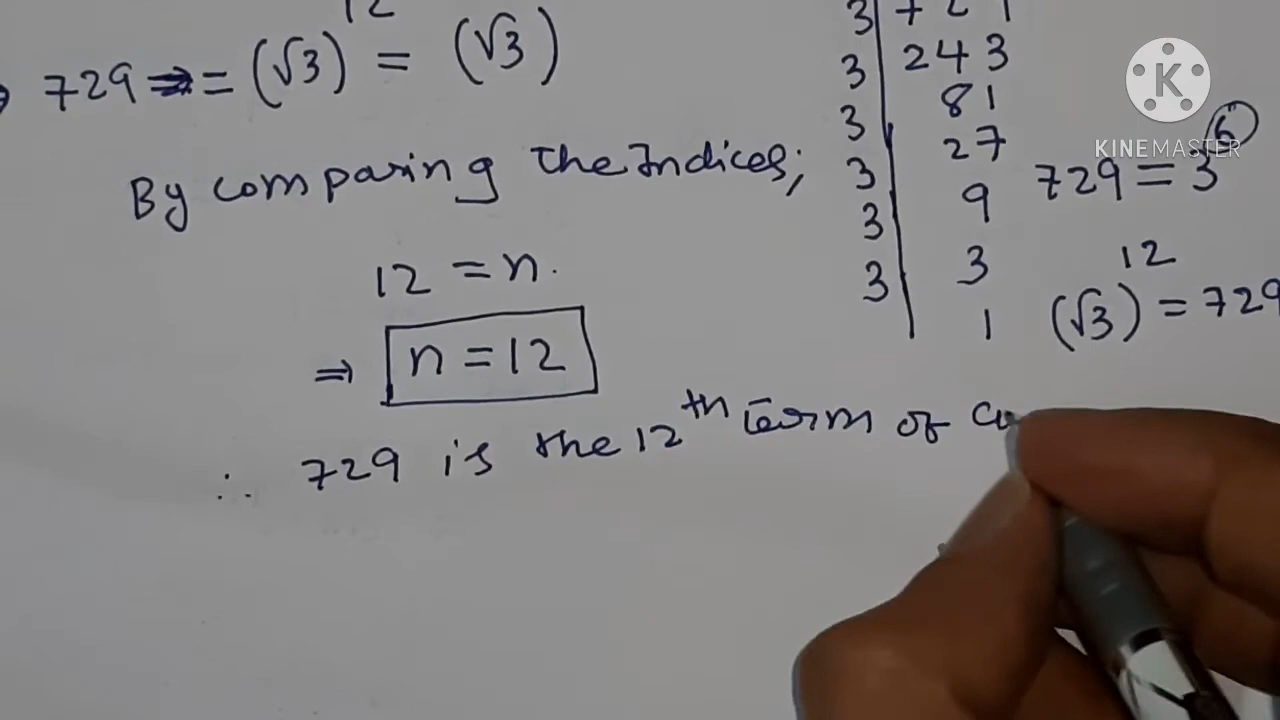 12
729 = (√3) = (√3)
By comparing the Indices;
12 = n.
⇒ n = 12
∴ 729 is the 12th term of
3
3 243
3 81
3 27
3 9
3 3
1
729 = 3
12
(√3) = 729
KINEMASTER
K